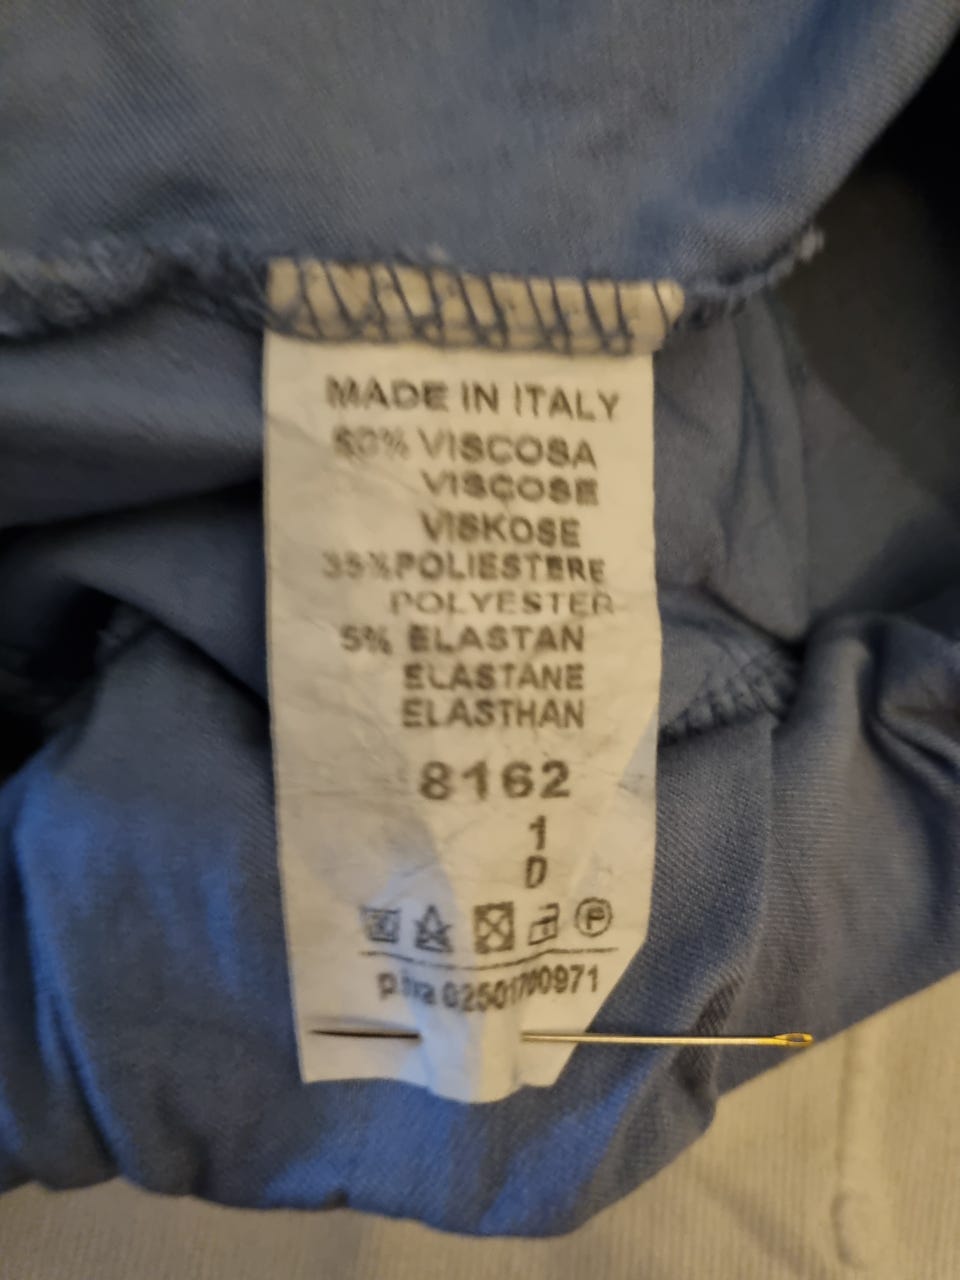 MADE IN ITALY
60% VISCOSA
VISCOSE
VISKOSE
35%POLIESTERE
POLYESTER
5% ELASTAN
ELASTANE
ELASTHAN
8162
1
D
P
p.iva 02501700971